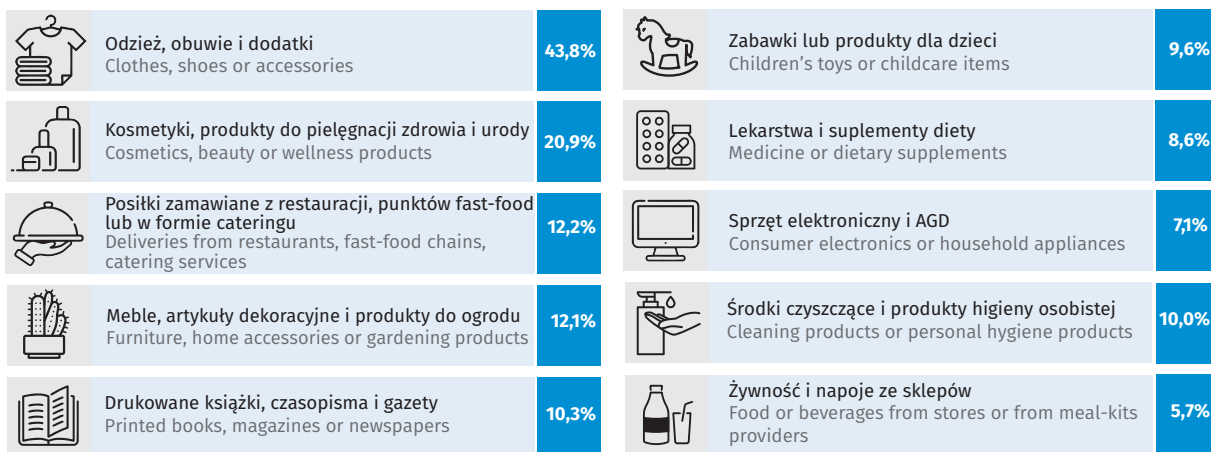 Odzież, obuwie i dodatki
Clothes, shoes or accessories
43,8%
Kosmetyki, produkty do pielęgnacji zdrowia i urody
Cosmetics, beauty or wellness products
20,9%
Posiłki zamawiane z restauracji, punktów fast-food
lub w formie cateringu
Deliveries from restaurants, fast-food chains,
catering services
12,2%
Meble, artykuły dekoracyjne i produkty do ogrodu
Furniture, home accessories or gardening products
12,1%
Drukowane książki, czasopisma i gazety
Printed books, magazines or newspapers
10,3%
Zabawki lub produkty dla dzieci
Children's toys or childcare items
9,6%
Lekarstwa i suplementy diety
Medicine or dietary supplements
8,6%
Sprzęt elektroniczny i AGD
Consumer electronics or household appliances
7,1%
Środki czyszczące i produkty higieny osobistej
Cleaning products or personal hygiene products
10,0%
Żywność i napoje ze sklepów
Food or beverages from stores or from meal-kits
providers
5,7%